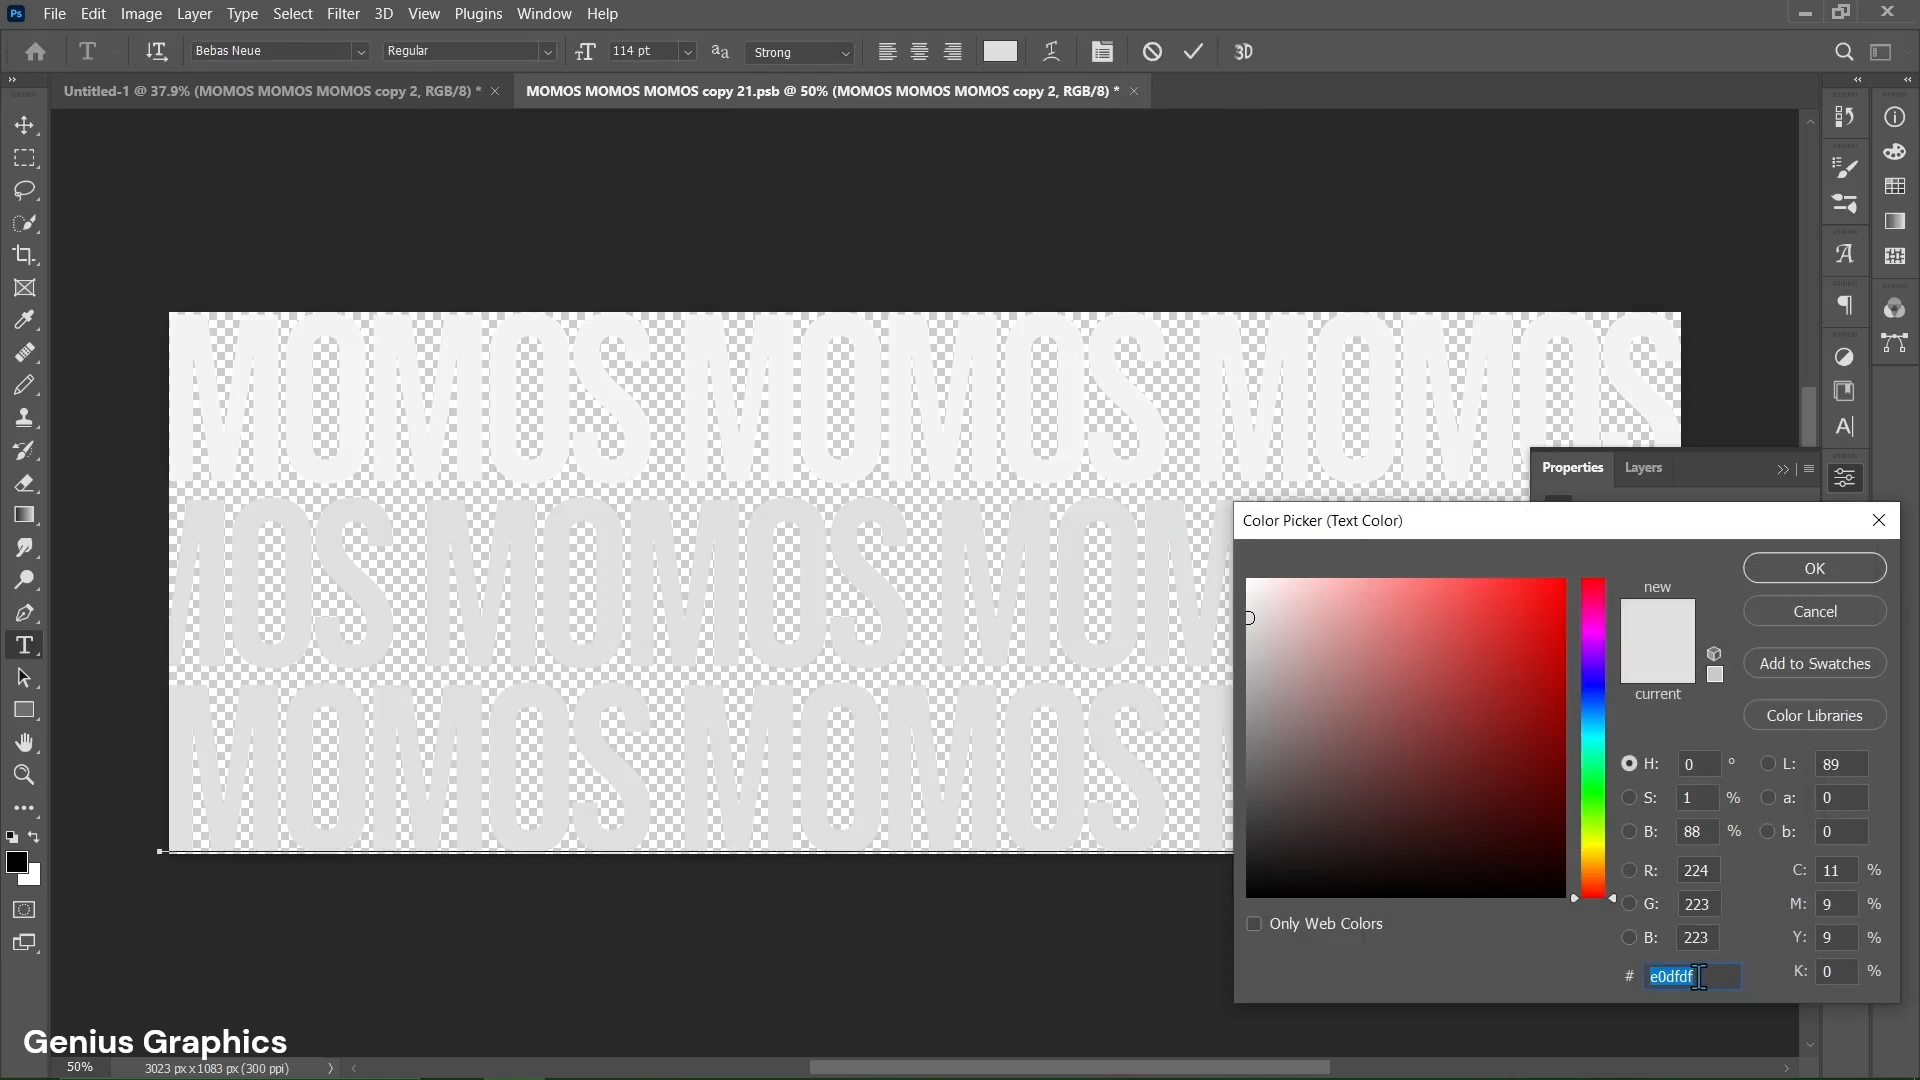 Ps File Edit Image Layer Type Select Filter 3D View Plugins Window Help
T Bebas Neue Regular 114 pt Strong 3D
Untitled-1 @ 37.9% (MOMOS MOMOS MOMOS copy 2, RGB/8) *
MOMOS MOMOS MOMOS copy 21.psb @ 50% (MOMOS MOMOS MOMOS copy 2, RGB/8) *
MOMOS MOMOS MOMOS
MOS MOMOS MOM
MOMOS MOMOS
Properties Layers
Color Picker (Text Color)
new
current
OK
Cancel
Add to Swatches
Color Libraries
H: 0 ° L: 89
S: 1 % a: 0
B: 88 % b: 0
R: 224 C: 11 %
G: 223 M: 9 %
B: 223 Y: 9 %
# e0dfdf K: 0 %
Only Web Colors
Genius Graphics
50% 3023 px x 1083 px (300 ppi)